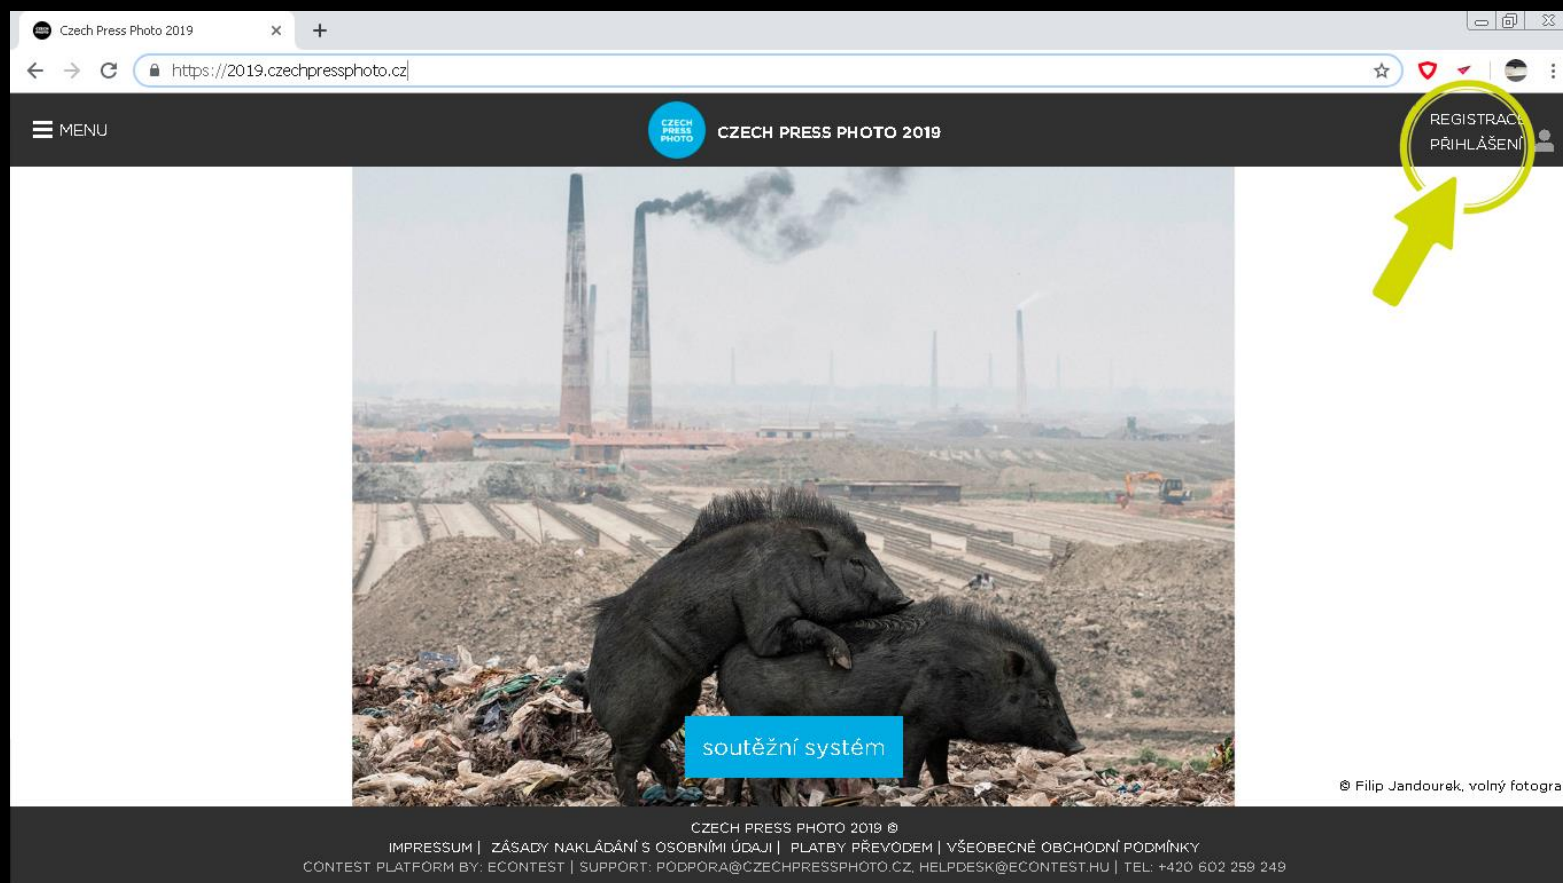 Czech Press Photo 2019
https://2019.czechpressphoto.cz
MENU
CZECH PRESS PHOTO
CZECH PRESS PHOTO 2019
REGISTRACE
PŘIHLÁŠENÍ
soutěžní systém
© Filip Jandourek, volný fotogra
CZECH PRESS PHOTO 2019 ©
IMPRESSUM | ZÁSADY NAKLÁDÁNÍ S OSOBNÍMI ÚDAJI | PLATBY PŘEVODEM | VŠEOBECNÉ OBCHODNÍ PODMÍNKY
CONTEST PLATFORM BY: ECONTEST | SUPPORT: PODPORA@CZECHPRESSPHOTO.CZ, HELPDESK@ECONTEST.HU | TEL: +420 602 259 249